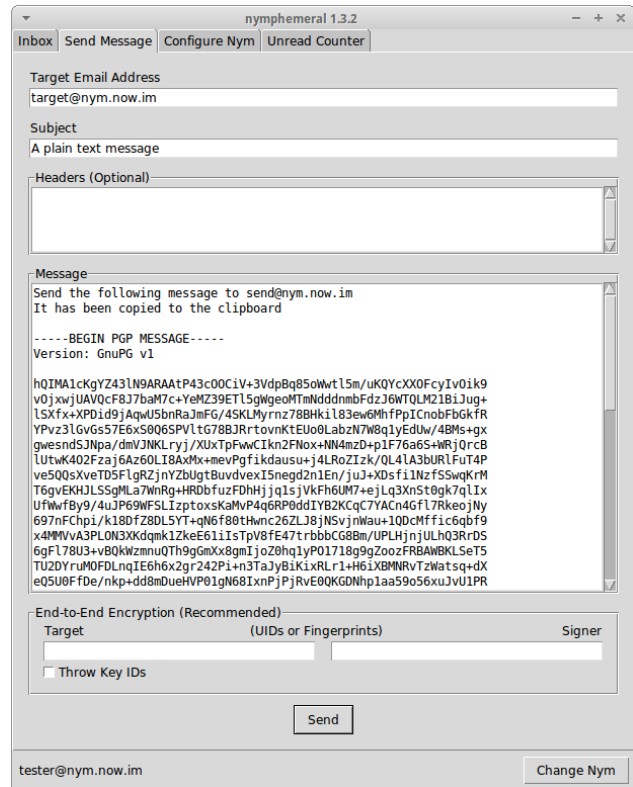 nymphemeral 1.3.2
Inbox Send Message Configure Nym Unread Counter
Target Email Address
target@nym.now.im
Subject
A plain text message
Headers (Optional)
Message
Send the following message to send@nym.now.im
It has been copied to the clipboard
-----BEGIN PGP MESSAGE-----
Version: GnuPG v1
hQIMA1cKgYZ43lN9ARAAtP43cOOCiV+3VdpBq85oWwtl5m/uKQYcXXOFcyIvOik9
vOjxwjUAVQcF8J7baM7c+YeMZ39ETl5gWgeoMTmNdddnmbFdzJ6WTQLM21BiJug+
lSXfx+XPDid9jAqwU5bnRaJmFG/4SKLMyrnz78BHkil83ew6MhfPpICnobFbGkfR
YPvz3lGvGs57E6xS0Q6SPVltG78BJRrtovnKtEUo0LabzN7W8q1yEdUw/4BMs+gx
gwesndSJNpa/dmVJNKLryj/XUxTpFwwCIkn2FNox+NN4mzD+p1F76a6S+WRjQrcB
lUtwK4O2Fzaj6Az6OLI8AxMx+mevPgfikdausu+j4LRoZIzk/QL4lA3bURlFuT4P
ve5QQsXveTD5FlgRZjnYZbUgtBuvdvexI5negd2n1En/juJ+XDsfi1NzfSSwqKrM
T6gvEKHJLSSgMLa7WnRg+HRDbfuzFDhHjjq1sjVkFh6UM7+ejLq3XnSt0gk7qlIx
UfWwfBy9/4uJP69WFSLIzptoxsKaMvP4q6RP0ddIYB2KCqC7YACn4Gfl7RkeojNy
697nFChpi/k18DfZ8DL5YT+qN6f80tHwnc26ZLJ8jNSvjnWau+1QDcMffic6qbf9
x4MMVvA3PLON3XKdqmk1ZkeE61iIsTpV8fE47trbbbCG8Bm/UPLHjnjULhQ3RrDS
6gFl78U3+vBQkWzmnuQTh9gGmXx8gmIjoZ0hq1yPO1718g9gZoozFRBAWBKLSeT5
TU2DYruMOFDLnqIE6h6x2gr242Pi+n3TaJyBiKixRLr1+H6iXBMNRvTzWatsq+dX
eQ5U0FfDe/nkp+dd8mDueHVP01gN68IxnPjPjRvE0QKGDNhp1aa59o56xuJvU1PR
End-to-End Encryption (Recommended)
Target (UIDs or Fingerprints) Signer
Throw Key IDs
Send
tester@nym.now.im Change Nym